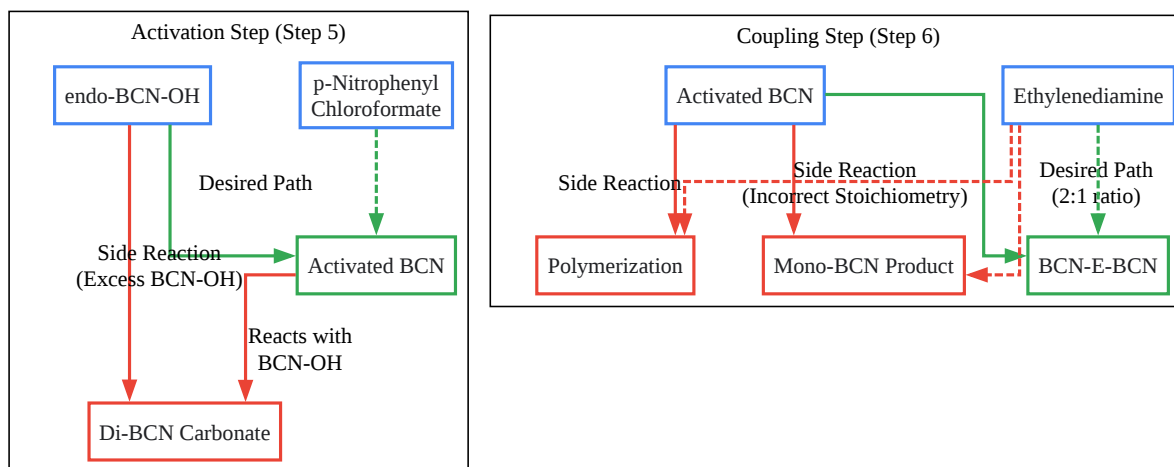 Activation Step (Step 5)
endo-BCN-OH
p-Nitrophenyl
Chloroformate
Desired Path
Side Reaction
(Excess BCN-OH)
Activated BCN
Reacts with
BCN-OH
Di-BCN Carbonate
Coupling Step (Step 6)
Activated BCN
Ethylenediamine
Side Reaction
Side Reaction
(Incorrect Stoichiometry)
Desired Path
(2:1 ratio)
Polymerization
Mono-BCN Product
BCN-E-BCN